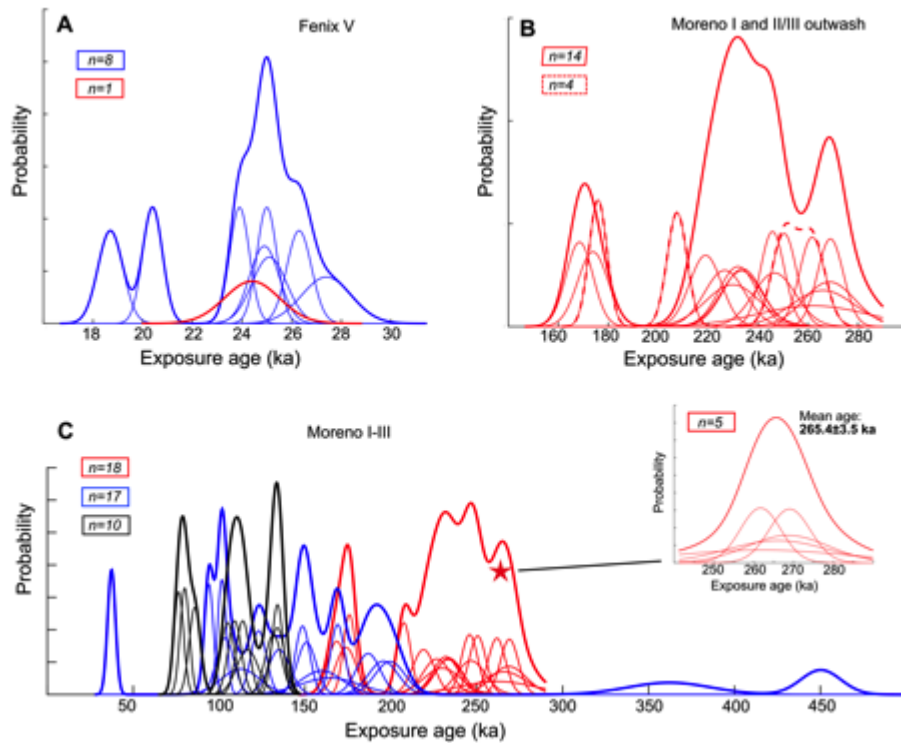 A
Fenix V
n=8
n=1
Probability
18 20 22 24 26 28 30
Exposure age (ka)
B
Moreno I and II/III outwash
n=14
n=4
Probability
160 180 200 220 240 260 280
Exposure age (ka)
C
Moreno I-III
n=18
n=17
n=10
Probability
50 100 150 200 250 300 350 400 450
Exposure age (ka)
n=5
Mean age:
265.4±3.5 ka
Probability
250 260 270 280
Exposure age (ka)